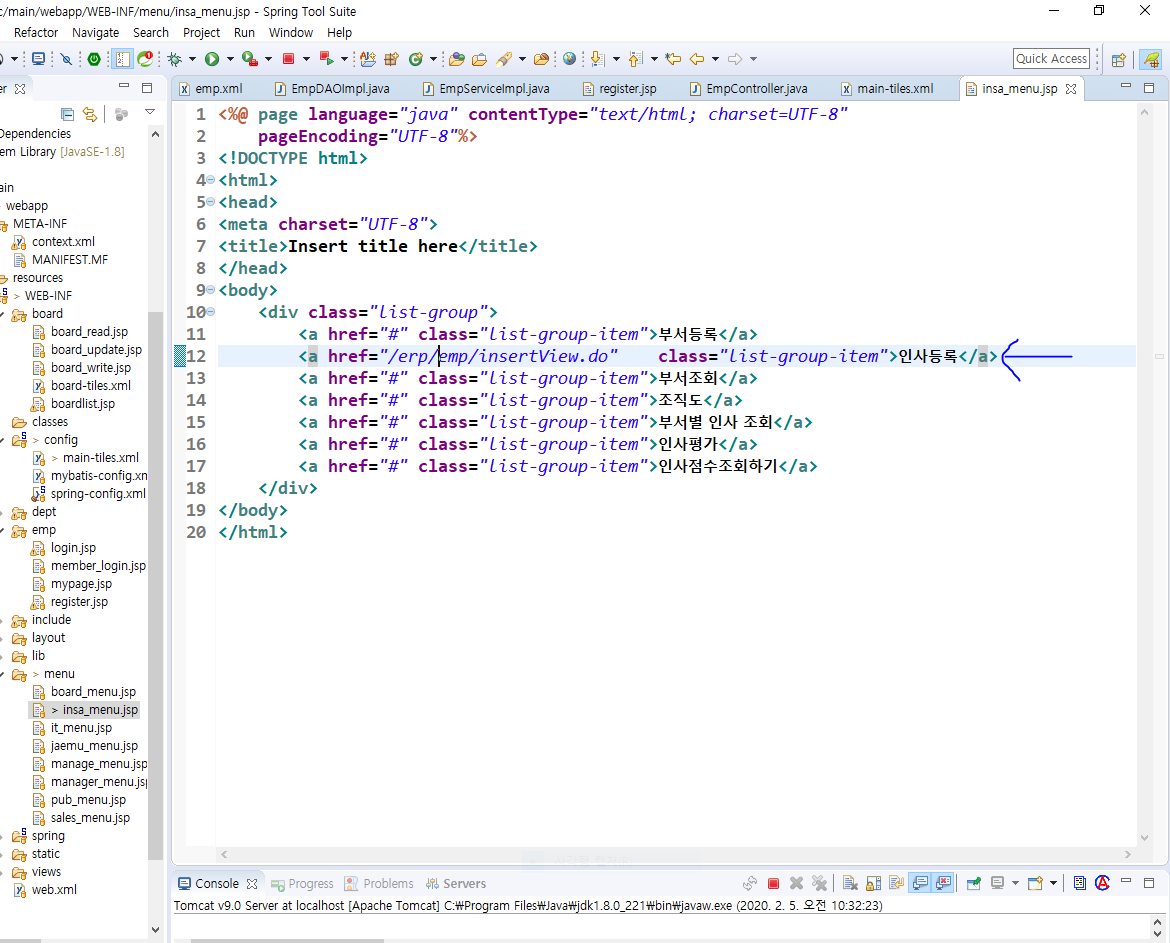 c/main/webapp/WEB-INF/menu/insa_menu.jsp - Spring Tool Suite
Refactor Navigate Search Project Run Window Help
Quick Access
er
emp.xml EmpDAOImpl.java EmpServiceImpl.java register.jsp EmpController.java main-tiles.xml insa_menu.jsp
Dependencies
em Library [JavaSE-1.8]
ain
webapp
META-INF
context.xml
MANIFEST.MF
resources
> WEB-INF
board
board_read.jsp
board_update.jsp
board_write.jsp
board-tiles.xml
boardlist.jsp
classes
> config
> main-tiles.xml
mybatis-config.xm
spring-config.xml
dept
emp
login.jsp
member_login.jsp
mypage.jsp
register.jsp
include
layout
lib
> menu
board_menu.jsp
> insa_menu.jsp
it_menu.jsp
jaemu_menu.jsp
manage_menu.jsp
manager_menu.jsp
pub_menu.jsp
sales_menu.jsp
spring
static
views
web.xml
1 <%@ page language="java" contentType="text/html; charset=UTF-8"
2 pageEncoding="UTF-8"%>
3 <!DOCTYPE html>
4 <html>
5 <head>
6 <meta charset="UTF-8">
7 <title>Insert title here</title>
8 </head>
9 <body>
10 <div class="list-group">
11 <a href="#" class="list-group-item">부서등록</a>
12 <a href="/erp/emp/insertView.do" class="list-group-item">인사등록</a>
13 <a href="#" class="list-group-item">부서조회</a>
14 <a href="#" class="list-group-item">조직도</a>
15 <a href="#" class="list-group-item">부서별 인사 조회</a>
16 <a href="#" class="list-group-item">인사평가</a>
17 <a href="#" class="list-group-item">인사점수조회하기</a>
18 </div>
19 </body>
20 </html>
Console Progress Problems Servers
Tomcat v9.0 Server at localhost [Apache Tomcat] C:₩Program Files₩Java₩jdk1.8.0_221₩bin₩javaw.exe (2020. 2. 5. 오전 10:32:23)